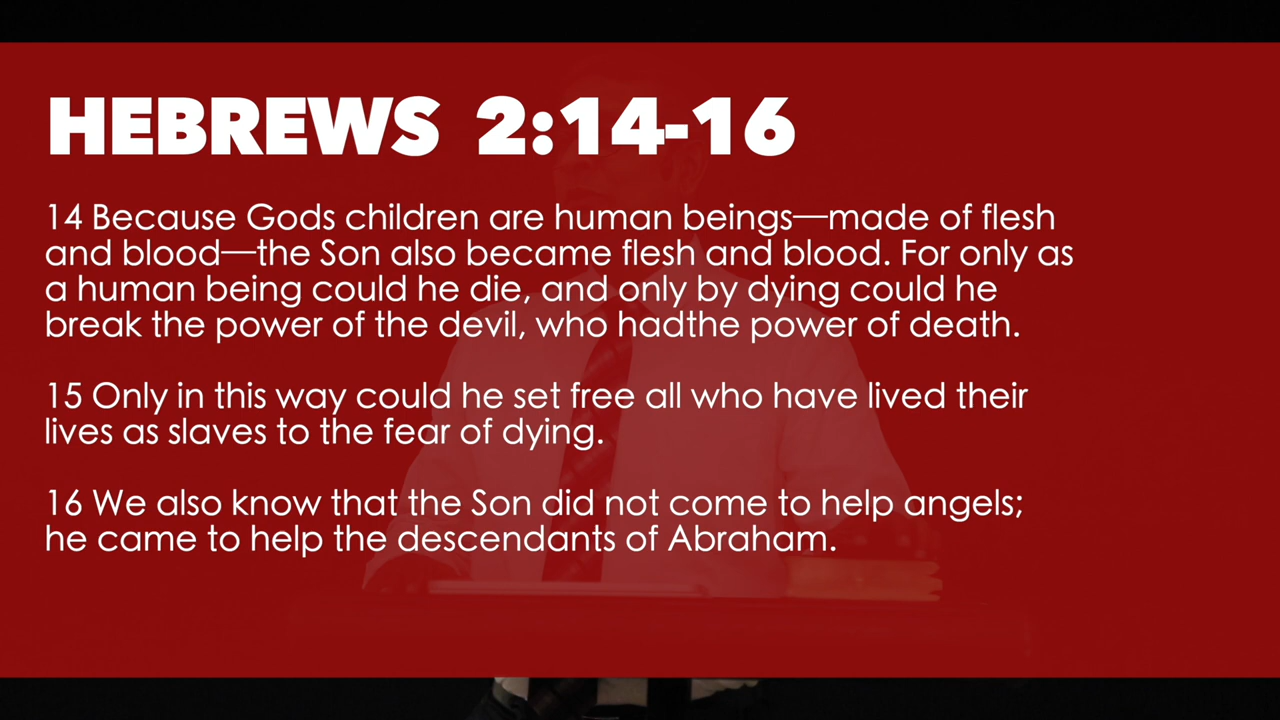 HEBREWS 2:14-16
14 Because Gods children are human beings—made of flesh
and blood—the Son also became flesh and blood. For only as
a human being could he die, and only by dying could he
break the power of the devil, who hadthe power of death.
15 Only in this way could he set free all who have lived their
lives as slaves to the fear of dying.
16 We also know that the Son did not come to help angels;
he came to help the descendants of Abraham.